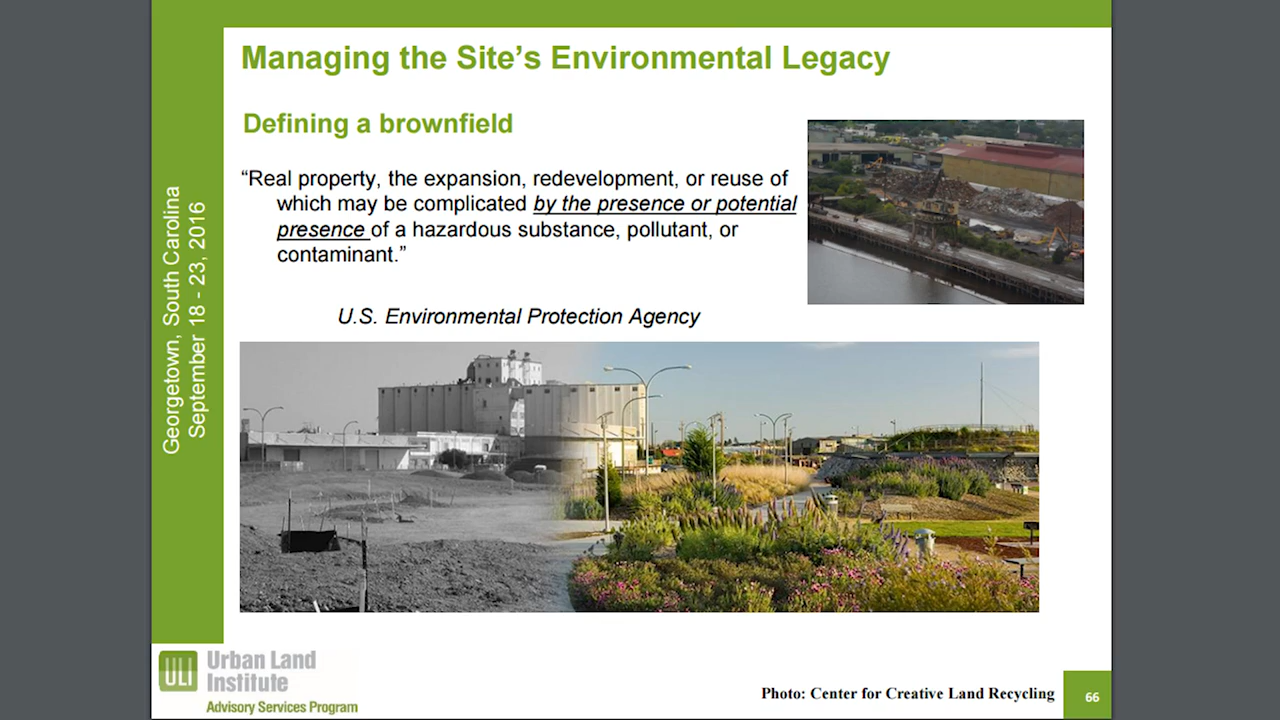 Managing the Site’s Environmental Legacy
Defining a brownfield
“Real property, the expansion, redevelopment, or reuse of
which may be complicated by the presence or potential
presence of a hazardous substance, pollutant, or
contaminant.”
U.S. Environmental Protection Agency
Georgetown, South Carolina
September 18 - 23, 2016
ULI
Urban Land
Institute
Advisory Services Program
Photo: Center for Creative Land Recycling
66